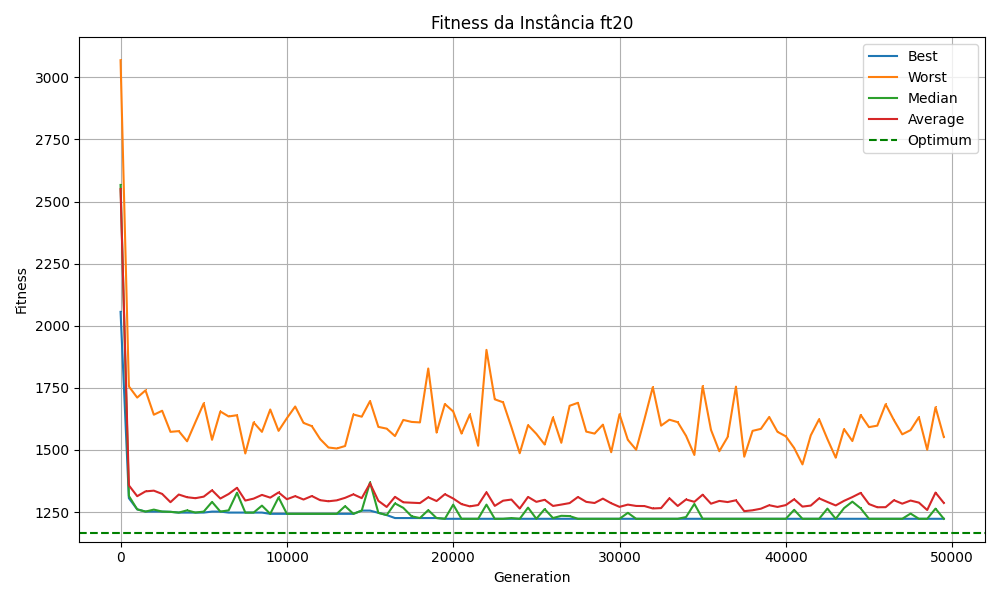 Fitness da Instância ft20
Best
Worst
Median
Average
Optimum
Fitness
3000
2750
2500
2250
2000
1750
1500
1250
0
10000
20000
30000
40000
50000
Generation